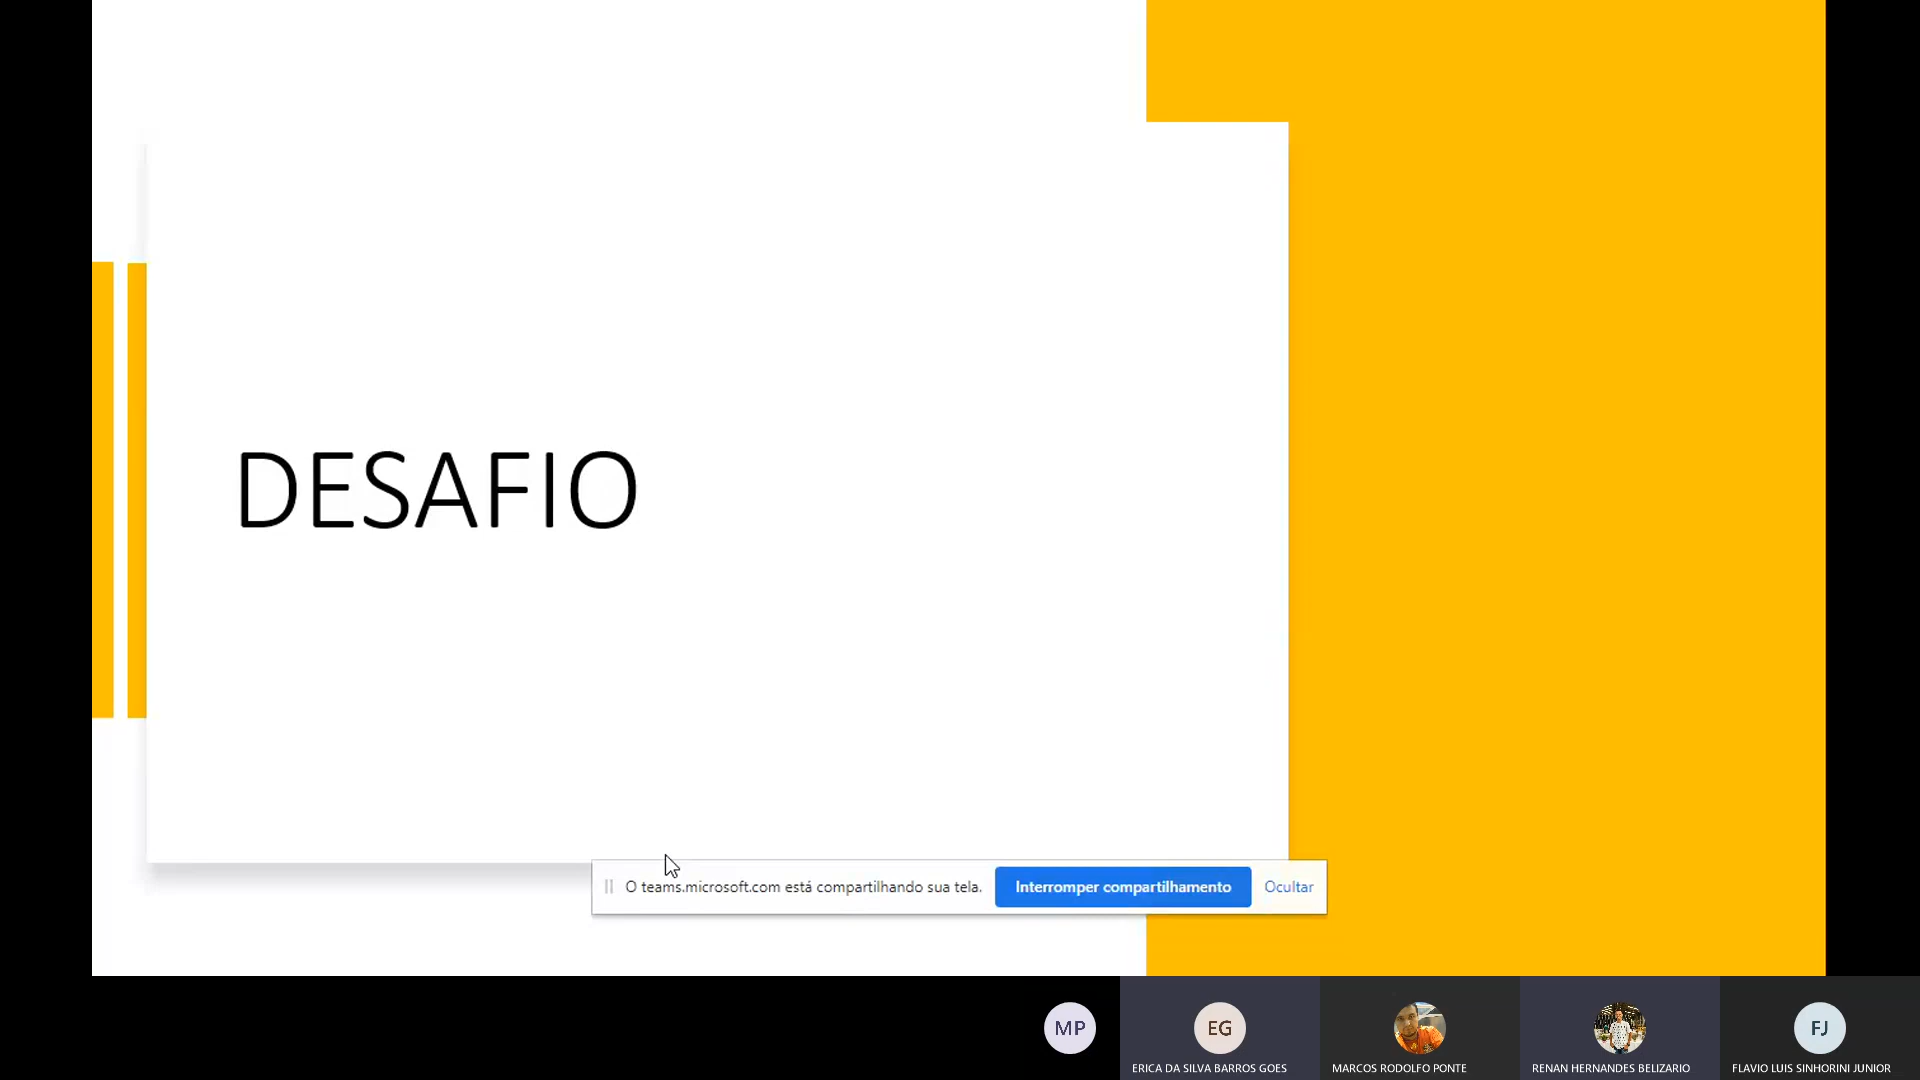 DESAFIO
O teams.microsoft.com está compartilhando sua tela.
Interromper compartilhamento
Ocultar
MP
EG
FJ
ERICA DA SILVA BARROS GOES
MARCOS RODOLFO PONTE
RENAN HERNANDES BELIZARIO
FLAVIO LUIS SINHORINI JUNIOR